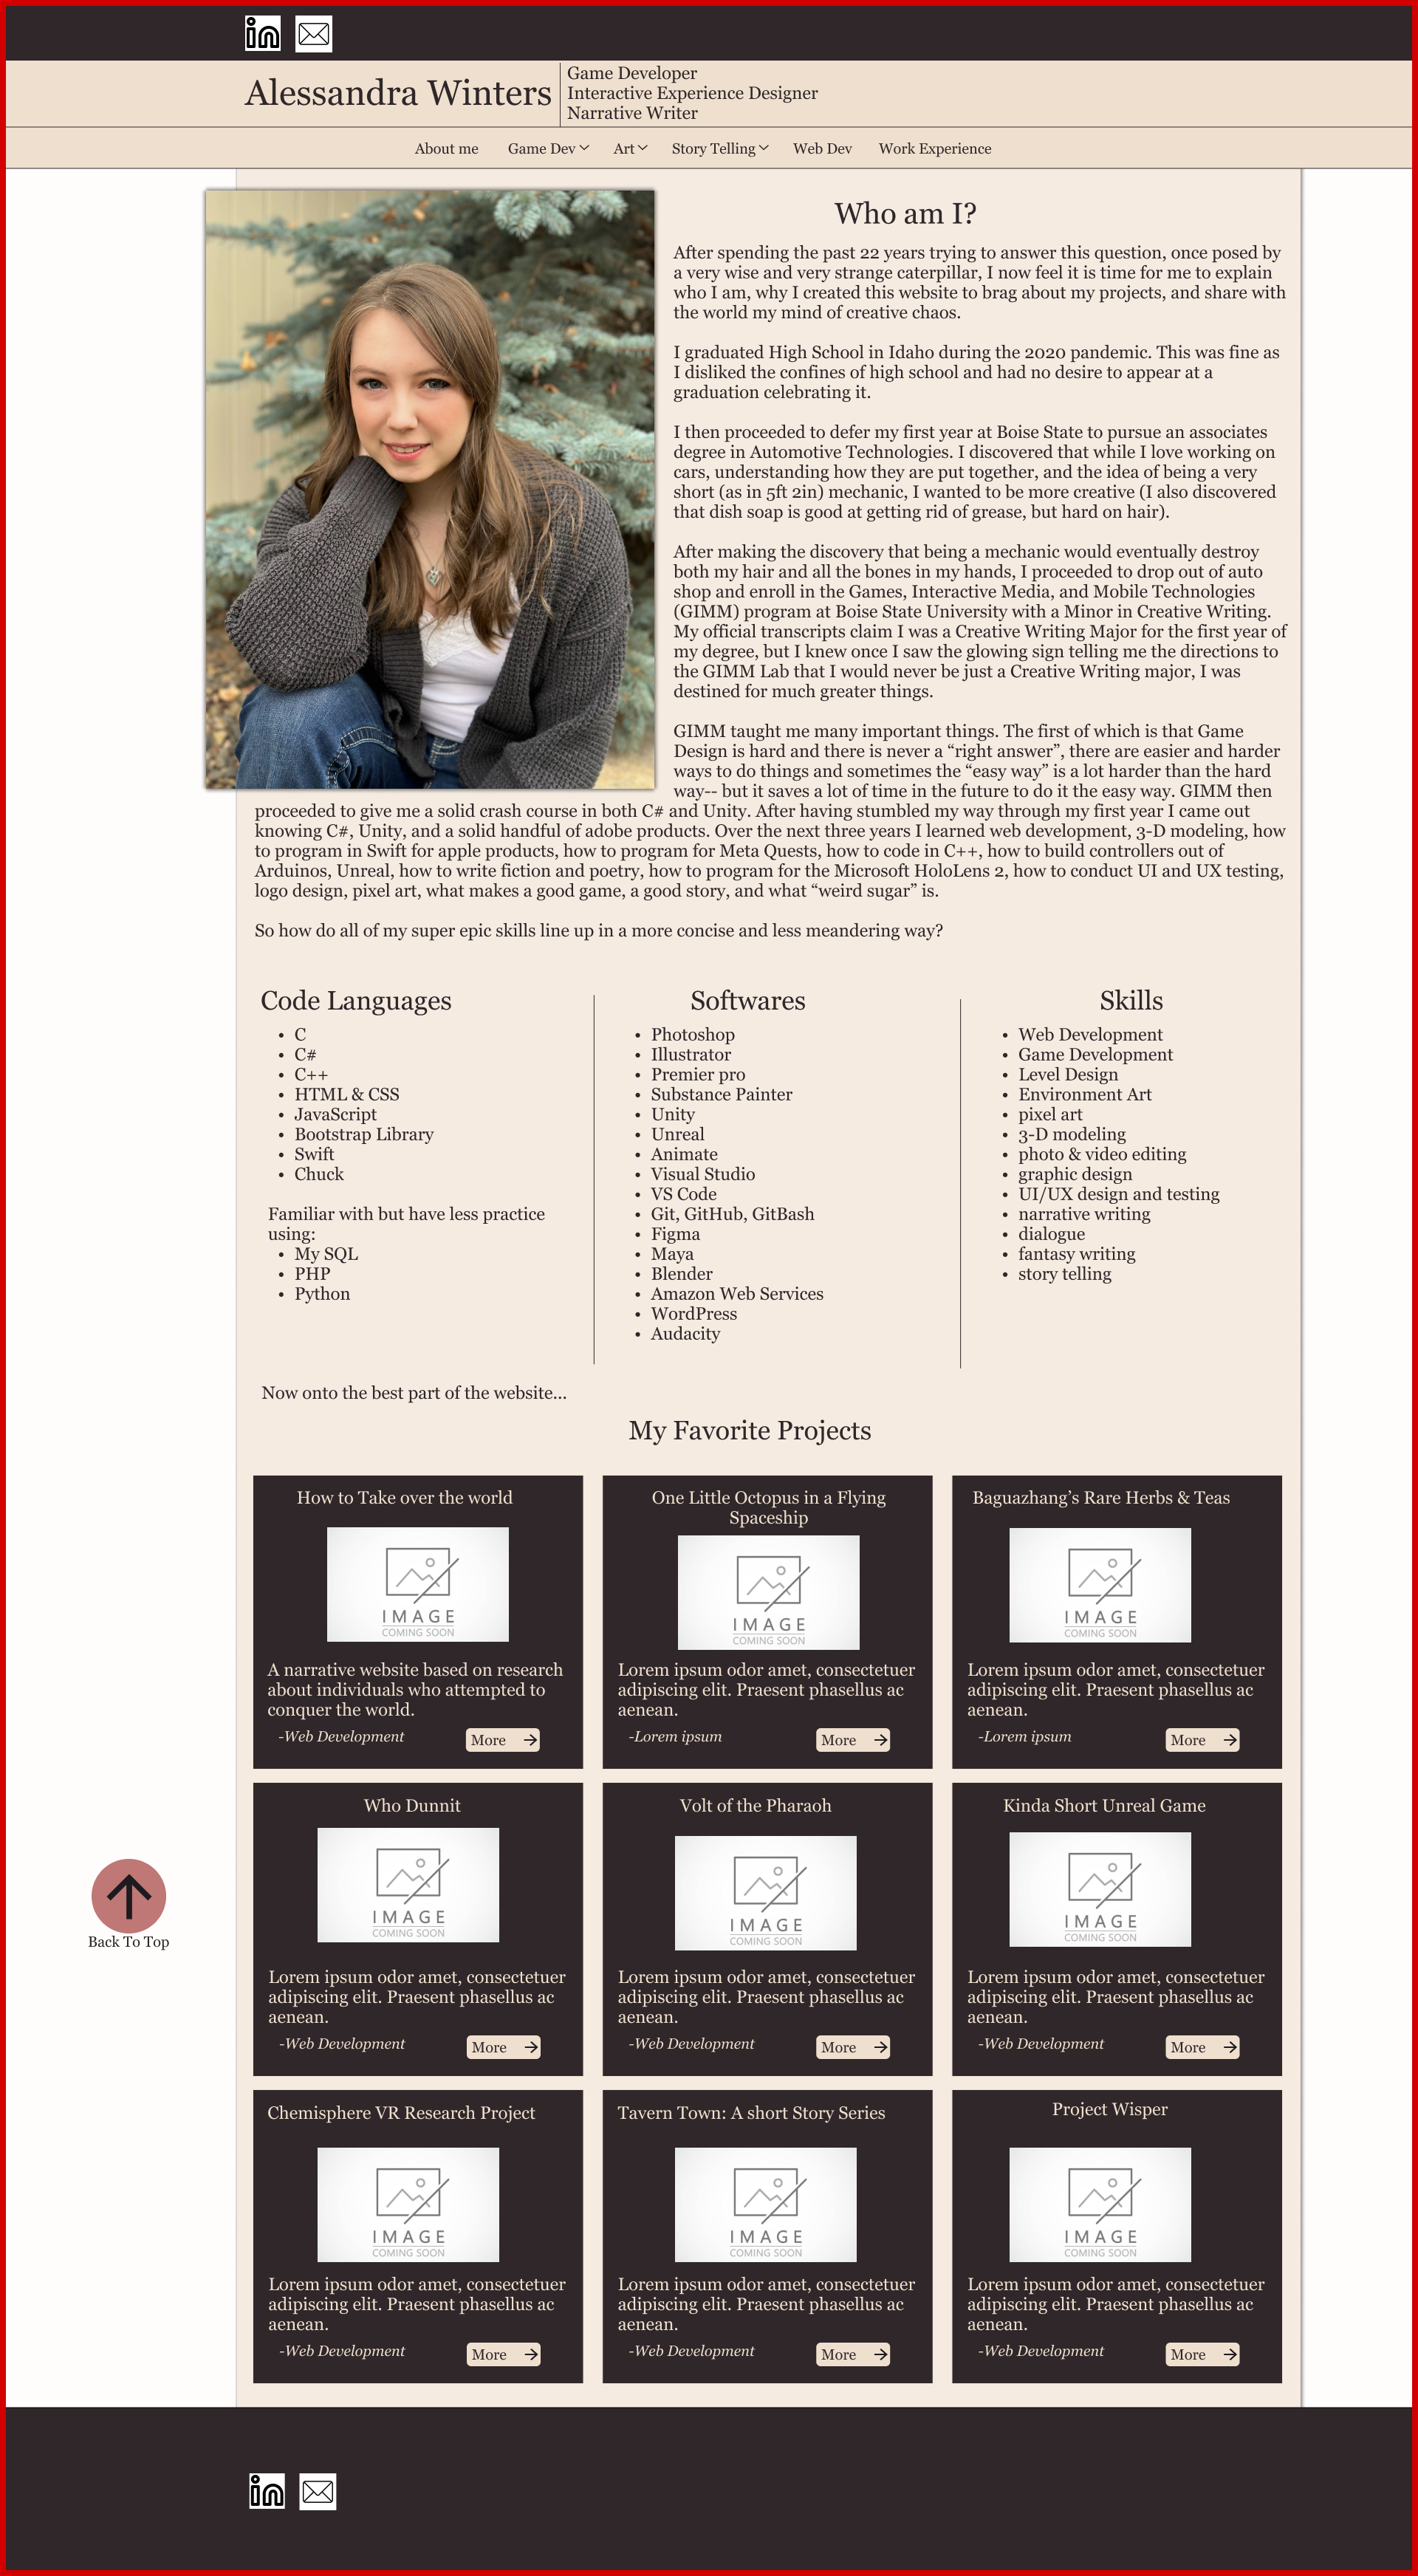 in
Alessandra Winters
Game Developer
Interactive Experience Designer
Narrative Writer
About me Game Dev Art Story Telling Web Dev Work Experience
Who am I?
After spending the past 22 years trying to answer this question, once posed by
a very wise and very strange caterpillar, I now feel it is time for me to explain
who I am, why I created this website to brag about my projects, and share with
the world my mind of creative chaos.
I graduated High School in Idaho during the 2020 pandemic. This was fine as
I disliked the confines of high school and had no desire to appear at a
graduation celebrating it.
I then proceeded to defer my first year at Boise State to pursue an associates
degree in Automotive Technologies. I discovered that while I love working on
cars, understanding how they are put together, and the idea of being a very
short (as in 5ft 2in) mechanic, I wanted to be more creative (I also discovered
that dish soap is good at getting rid of grease, but hard on hair).
After making the discovery that being a mechanic would eventually destroy
both my hair and all the bones in my hands, I proceeded to drop out of auto
shop and enroll in the Games, Interactive Media, and Mobile Technologies
(GIMM) program at Boise State University with a Minor in Creative Writing.
My official transcripts claim I was a Creative Writing Major for the first year of
my degree, but I knew once I saw the glowing sign telling me the directions to
the GIMM Lab that I would never be just a Creative Writing major, I was
destined for much greater things.
GIMM taught me many important things. The first of which is that Game
Design is hard and there is never a “right answer”, there are easier and harder
ways to do things and sometimes the “easy way” is a lot harder than the hard
way-- but it saves a lot of time in the future to do it the easy way. GIMM then
proceeded to give me a solid crash course in both C# and Unity. After having stumbled my way through my first year I came out
knowing C#, Unity, and a solid handful of adobe products. Over the next three years I learned web development, 3-D modeling, how
to program in Swift for apple products, how to program for Meta Quests, how to code in C++, how to build controllers out of
Arduinos, Unreal, how to write fiction and poetry, how to program for the Microsoft HoloLens 2, how to conduct UI and UX testing,
logo design, pixel art, what makes a good game, a good story, and what “weird sugar” is.
So how do all of my super epic skills line up in a more concise and less meandering way?
Code Languages
• C
• C#
• C++
• HTML & CSS
• JavaScript
• Bootstrap Library
• Swift
• Chuck
Familiar with but have less practice
using:
• My SQL
• PHP
• Python
Softwares
• Photoshop
• Illustrator
• Premier pro
• Substance Painter
• Unity
• Unreal
• Animate
• Visual Studio
• VS Code
• Git, GitHub, GitBash
• Figma
• Maya
• Blender
• Amazon Web Services
• WordPress
• Audacity
Skills
• Web Development
• Game Development
• Level Design
• Environment Art
• pixel art
• 3-D modeling
• photo & video editing
• graphic design
• UI/UX design and testing
• narrative writing
• dialogue
• fantasy writing
• story telling
Now onto the best part of the website...
My Favorite Projects
How to Take over the world
IMAGE
COMING SOON
A narrative website based on research
about individuals who attempted to
conquer the world.
-Web Development
More
One Little Octopus in a Flying
Spaceship
IMAGE
COMING SOON
Lorem ipsum odor amet, consectetuer
adipiscing elit. Praesent phasellus ac
aenean.
-Lorem ipsum
More
Baguazhang’s Rare Herbs & Teas
IMAGE
COMING SOON
Lorem ipsum odor amet, consectetuer
adipiscing elit. Praesent phasellus ac
aenean.
-Lorem ipsum
More
Who Dunnit
IMAGE
COMING SOON
Lorem ipsum odor amet, consectetuer
adipiscing elit. Praesent phasellus ac
aenean.
-Web Development
More
Volt of the Pharaoh
IMAGE
COMING SOON
Lorem ipsum odor amet, consectetuer
adipiscing elit. Praesent phasellus ac
aenean.
-Web Development
More
Kinda Short Unreal Game
IMAGE
COMING SOON
Lorem ipsum odor amet, consectetuer
adipiscing elit. Praesent phasellus ac
aenean.
-Web Development
More
Back To Top
Chemisphere VR Research Project
IMAGE
COMING SOON
Lorem ipsum odor amet, consectetuer
adipiscing elit. Praesent phasellus ac
aenean.
-Web Development
More
Tavern Town: A short Story Series
IMAGE
COMING SOON
Lorem ipsum odor amet, consectetuer
adipiscing elit. Praesent phasellus ac
aenean.
-Web Development
More
Project Wisper
IMAGE
COMING SOON
Lorem ipsum odor amet, consectetuer
adipiscing elit. Praesent phasellus ac
aenean.
-Web Development
More
in